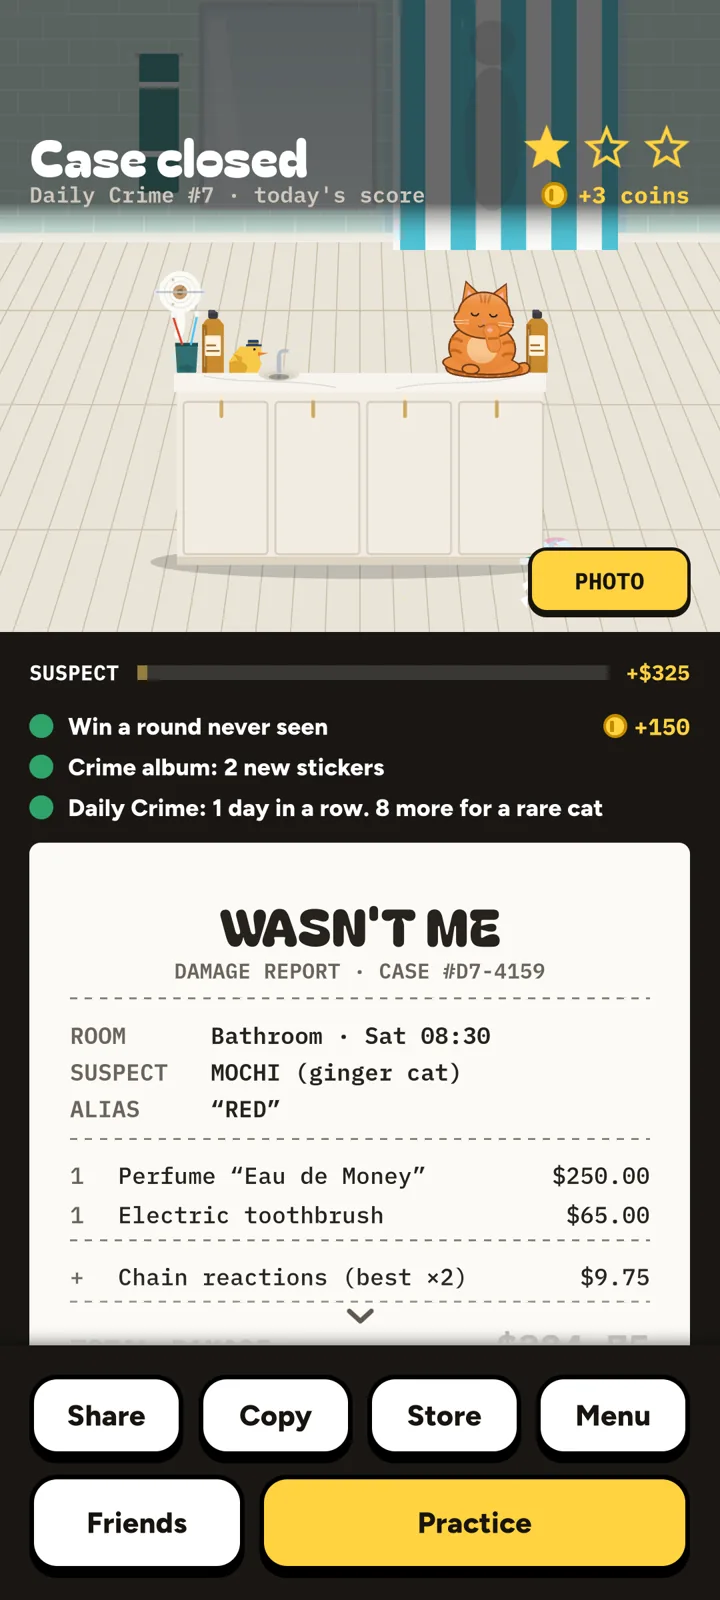 Case closed
Daily Crime #7 · today's score
+3 coins
PHOTO
SUSPECT +$325
Win a round never seen +150
Crime album: 2 new stickers
Daily Crime: 1 day in a row. 8 more for a rare cat
WASN'T ME
DAMAGE REPORT · CASE #D7-4159
ROOM Bathroom · Sat 08:30
SUSPECT MOCHI (ginger cat)
ALIAS “RED”
1 Perfume “Eau de Money” $250.00
1 Electric toothbrush $65.00
+ Chain reactions (best ×2) $9.75
Share Copy Store Menu
Friends Practice